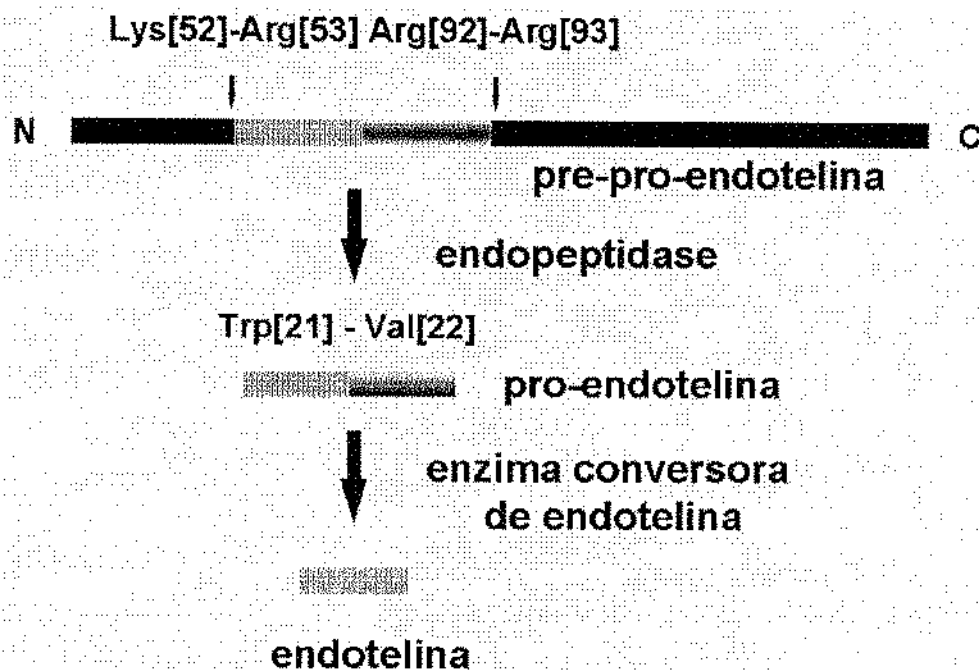 Lys[52]-Arg[53] Arg[92]-Arg[93]
N
C
pre-pro-endotelina
endopeptidase
Trp[21] - Val[22]
pro-endotelina
enzima conversora
de endotelina
endotelina